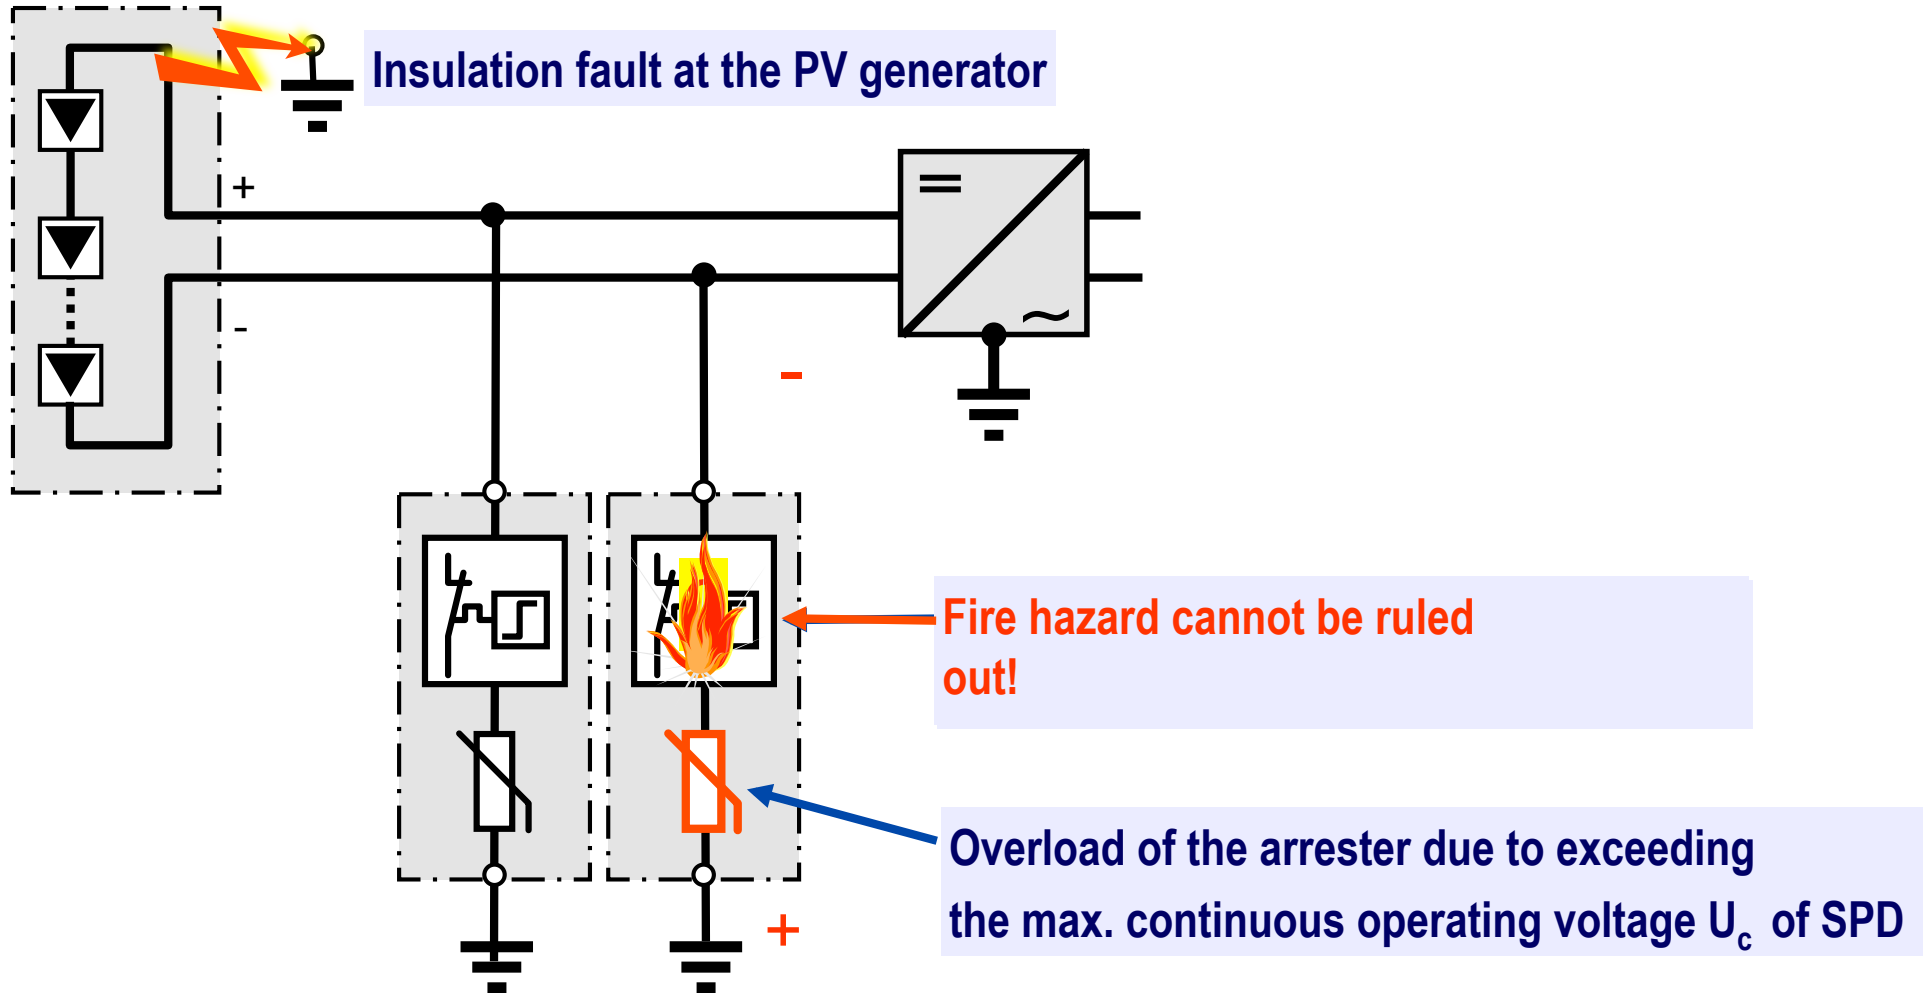 Insulation fault at the PV generator
+
-
=
~
-
Fire hazard cannot be ruled
out!
Overload of the arrester due to exceeding
the max. continuous operating voltage Uc of SPD
+